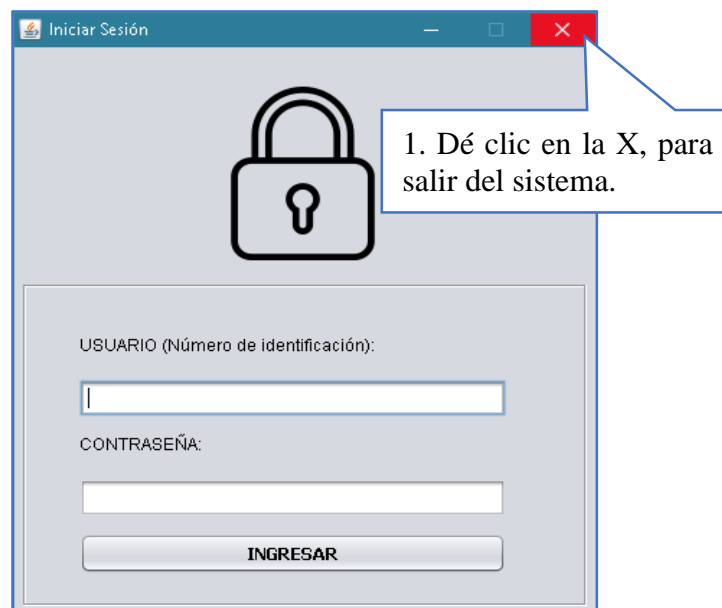 Iniciar Sesión
1. Dé clic en la X, para
salir del sistema.
USUARIO (Número de identificación):
CONTRASEÑA:
INGRESAR